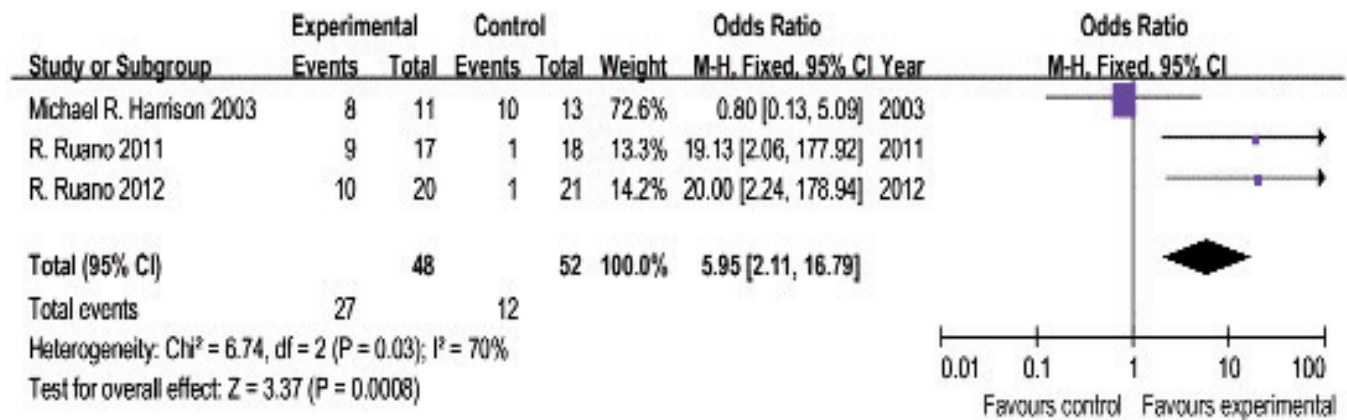 Experimental Control Odds Ratio Odds Ratio
Study or Subgroup Events Total Events Total Weight M-H, Fixed, 95% CI Year M-H, Fixed, 95% CI
Michael R. Harrison 2003 8 11 10 13 72.6% 0.80 [0.13, 5.09] 2003
R. Ruano 2011 9 17 1 18 13.3% 19.13 [2.06, 177.92] 2011
R. Ruano 2012 10 20 1 21 14.2% 20.00 [2.24, 178.94] 2012
Total (95% CI) 48 52 100.0% 5.95 [2.11, 16.79]
Total events 27 12
Heterogeneity: Chi² = 6.74, df = 2 (P = 0.03); I² = 70%
Test for overall effect: Z = 3.37 (P = 0.0008)
0.01 0.1 1 10 100
Favours control Favours experimental